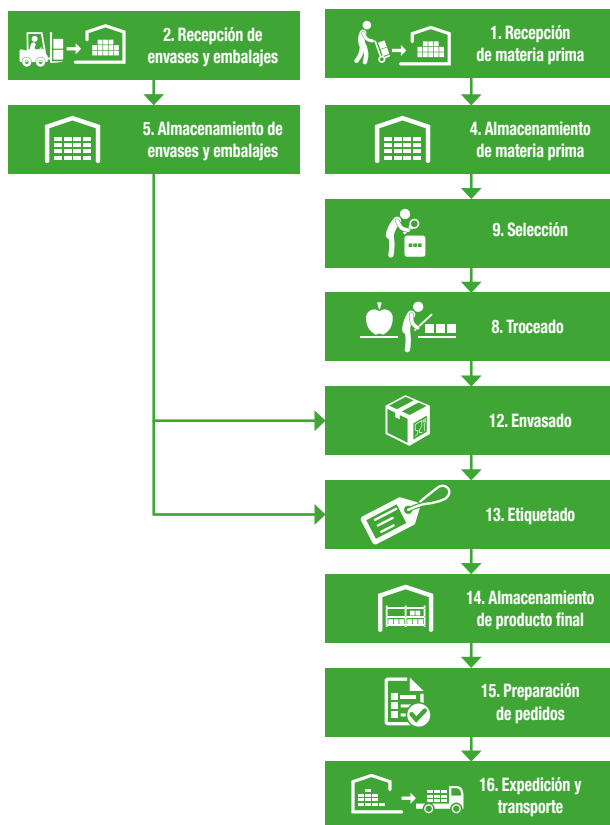 2. Recepción de
envases y embalajes
1. Recepción
de materia prima
5. Almacenamiento de
envases y embalajes
4. Almacenamiento
de materia prima
9. Selección
8. Troceado
12. Envasado
13. Etiquetado
14. Almacenamiento
de producto final
15. Preparación
de pedidos
16. Expedición y
transporte